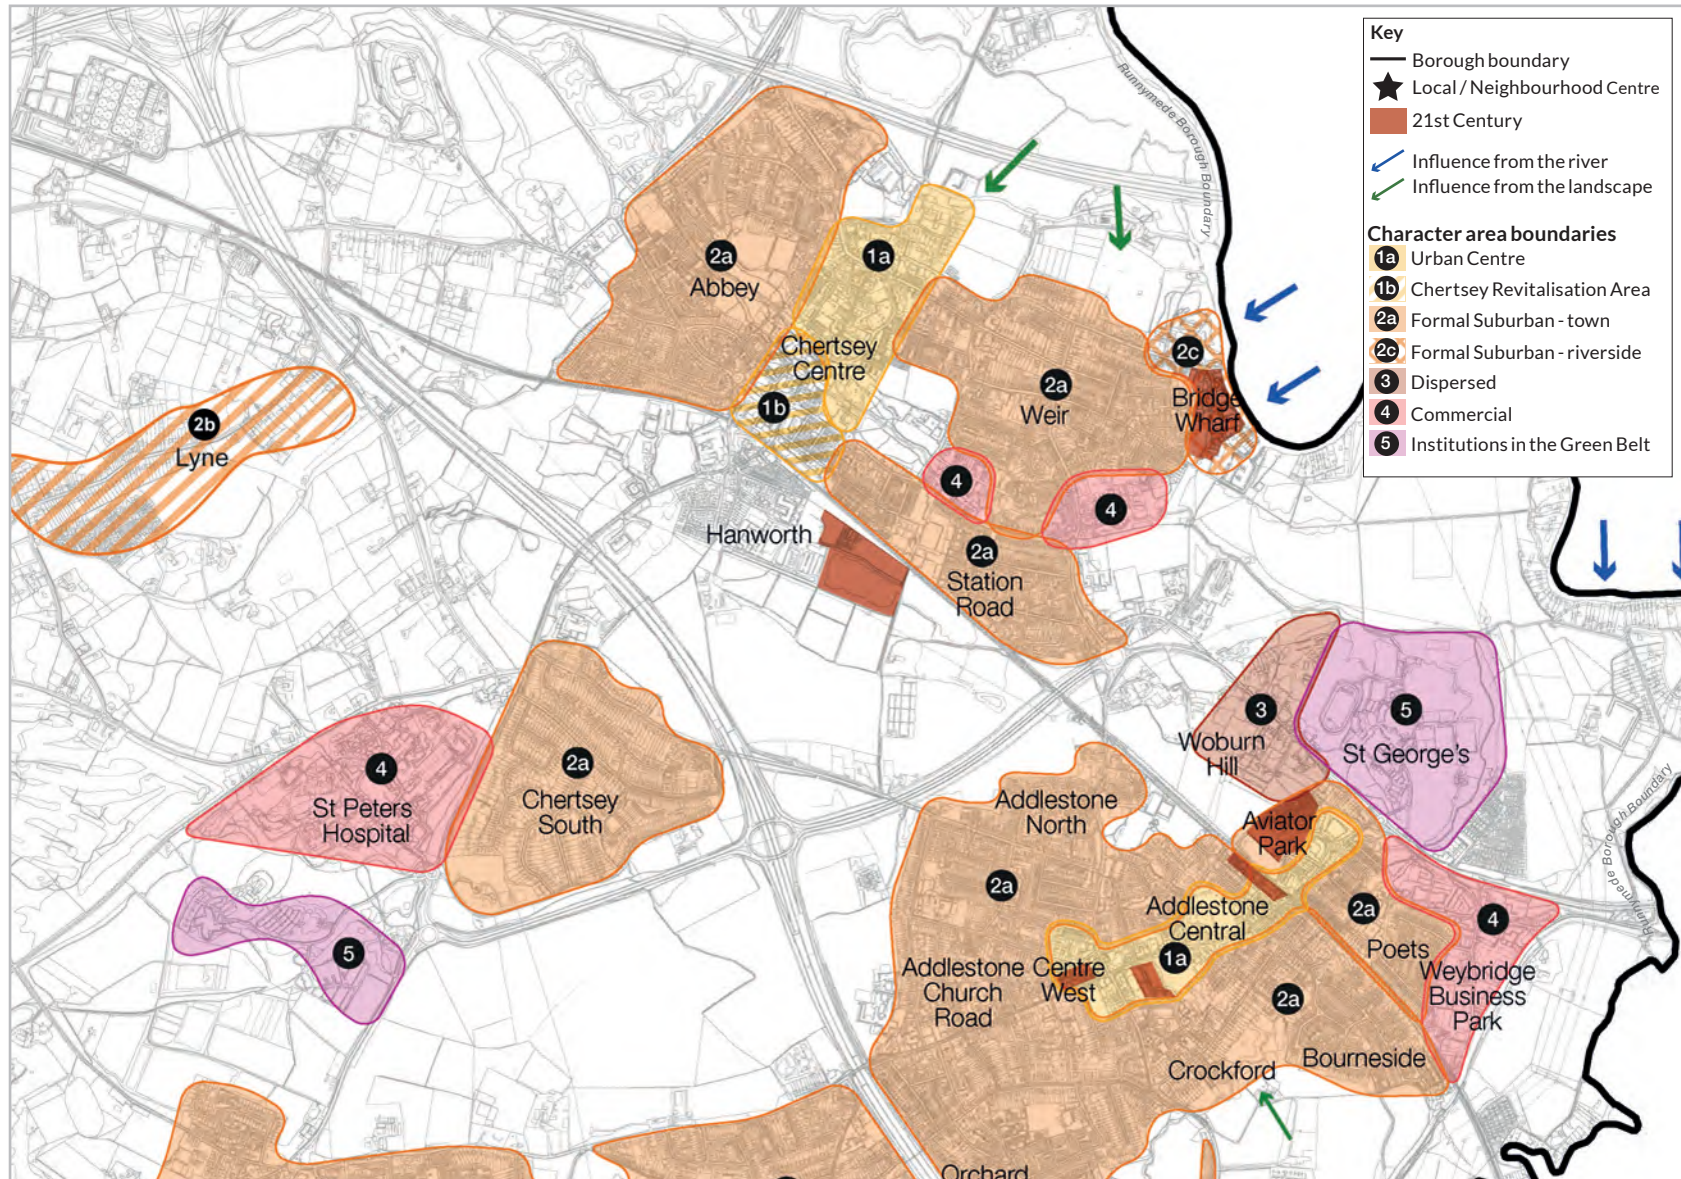 Key
Borough boundary
Local / Neighbourhood Centre
21st Century
Influence from the river
Influence from the landscape
Character area boundaries
1a Urban Centre
1b Chertsey Revitalisation Area
2a Formal Suburban - town
2c Formal Suburban - riverside
3 Dispersed
4 Commercial
5 Institutions in the Green Belt
Runnymede Borough Boundary
2a
Abbey
1a
Chertsey
Centre
1b
2c
Bridge
Wharf
2a
Weir
2b
Lyne
4
4
Hanworth
2a
Station
Road
3
Woburn
Hill
5
St George's
4
St Peters
Hospital
2a
Chertsey
South
Addlestone
North
Aviator
Park
Runnymede Borough Boundary
2a
Addlestone
Central
2a
Poets
4
Weybridge
Business
Park
5
Addlestone
Church
Road
Centre
West
1a
2a
Crockford
Bourneside
Orchard